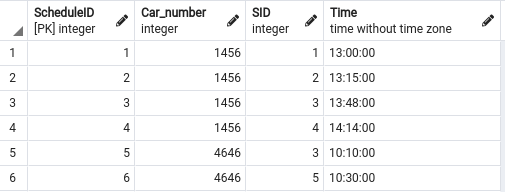 ScheduleID Car_number SID Time
[PK] integer integer integer time without time zone
1 1 1456 1 13:00:00
2 2 1456 2 13:15:00
3 3 1456 3 13:48:00
4 4 1456 4 14:14:00
5 5 4646 3 10:10:00
6 6 4646 5 10:30:00